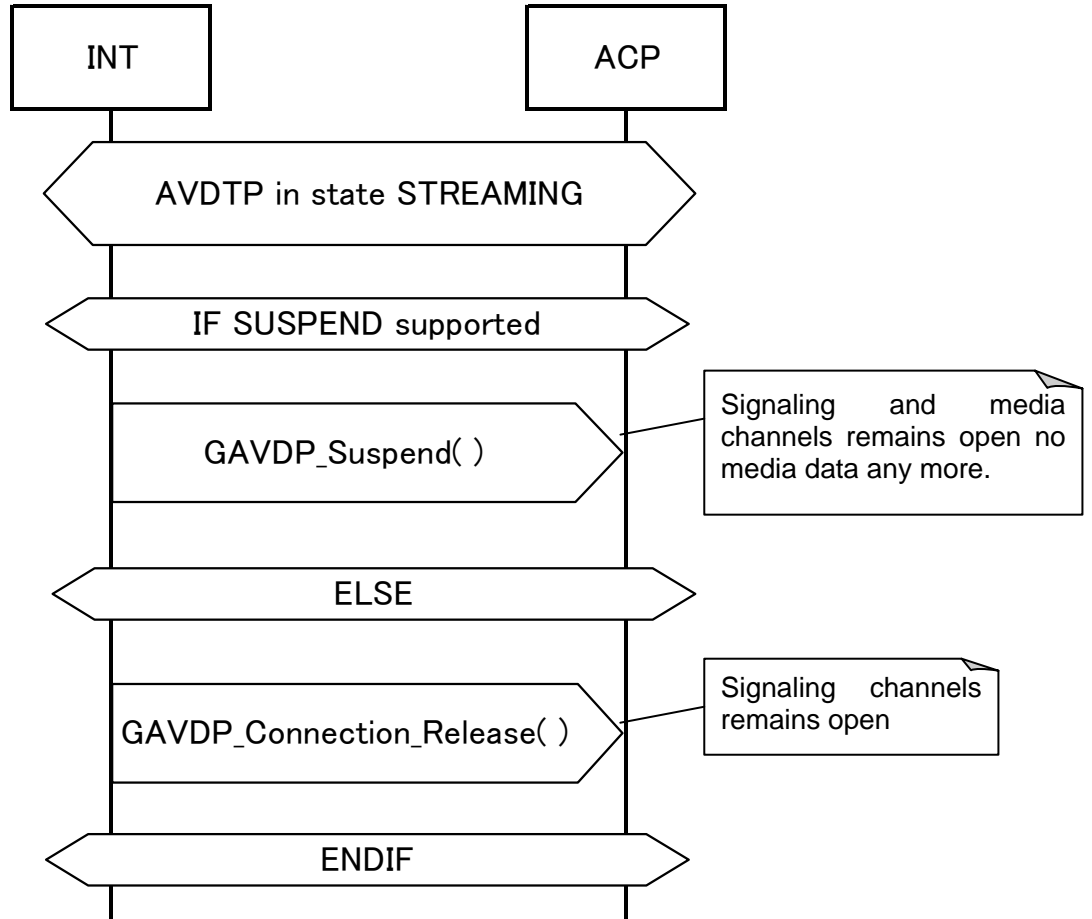 INT
ACP
AVDTP in state STREAMING
IF SUSPEND supported
GAVDP_Suspend( )
Signaling and media
channels remains open no
media data any more.
ELSE
GAVDP_Connection_Release( )
Signaling channels
remains open
ENDIF